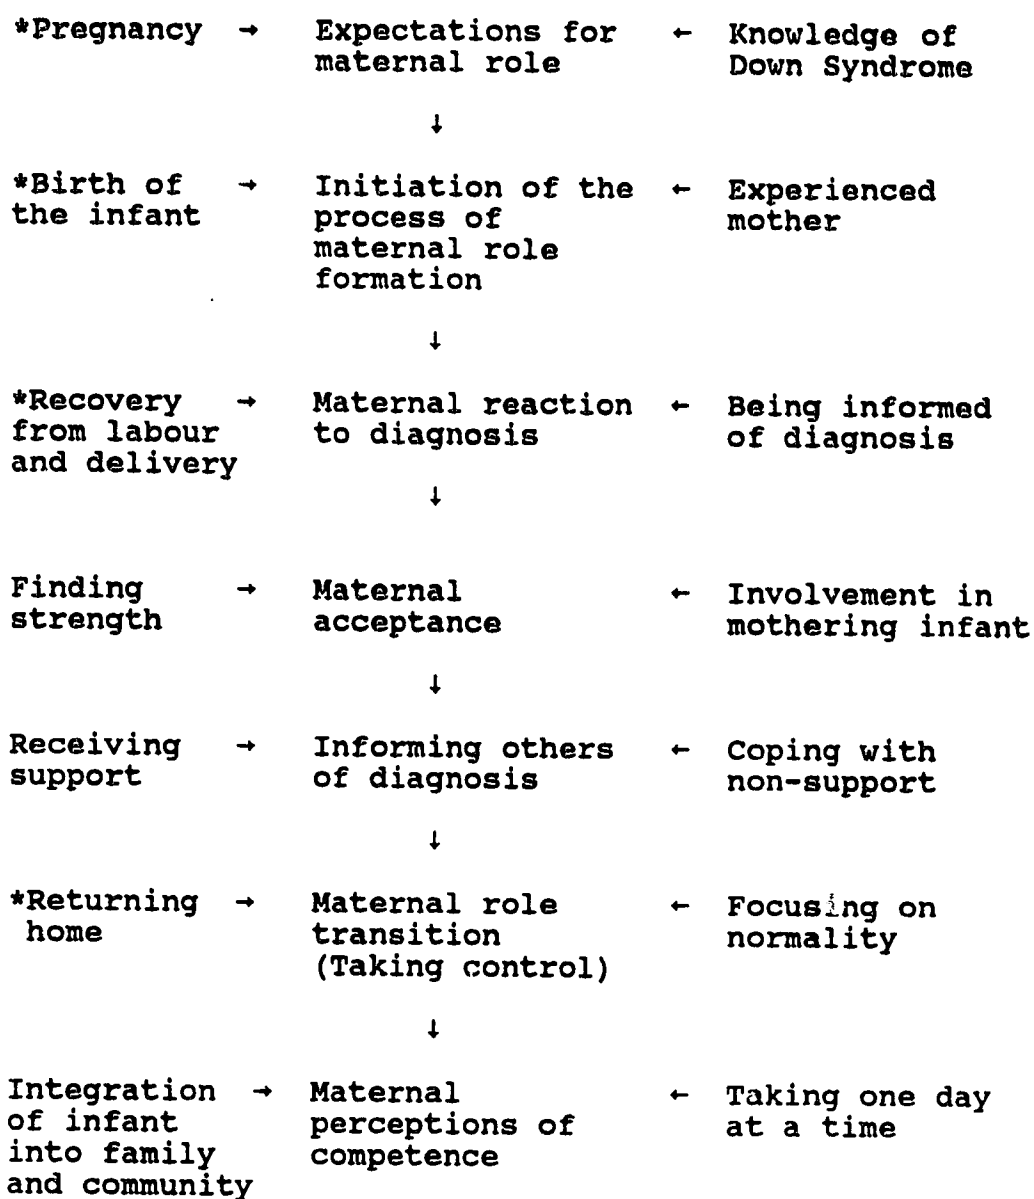 *Pregnancy → Expectations for ← Knowledge of
maternal role Down Syndrome
↓
*Birth of → Initiation of the ← Experienced
the infant process of mother
maternal role
formation
↓
*Recovery → Maternal reaction ← Being informed
from labour to diagnosis of diagnosis
and delivery
↓
Finding → Maternal ← Involvement in
strength acceptance mothering infant
↓
Receiving → Informing others ← Coping with
support of diagnosis non-support
↓
*Returning → Maternal role ← Focusing on
home transition normality
(Taking control)
↓
Integration → Maternal ← Taking one day
of infant perceptions of at a time
into family competence
and community